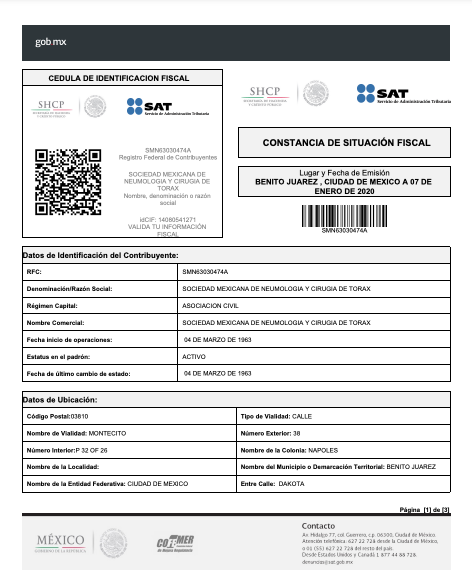 gob mx
CEDULA DE IDENTIFICACION FISCAL
SHCP
SECRETARÍA DE HACIENDA
Y CRÉDITO PÚBLICO
SAT
Servicio de Administración Tributaria
SMN63030474A
Registro Federal de Contribuyentes
SOCIEDAD MEXICANA DE
NEUMOLOGIA Y CIRUGIA DE
TORAX
Nombre, denominación o razón
social
idCIF: 14080541271
VALIDA TU INFORMACIÓN
FISCAL
SHCP
SECRETARÍA DE HACIENDA
Y CRÉDITO PÚBLICO
SAT
Servicio de Administración Tributaria
CONSTANCIA DE SITUACIÓN FISCAL
Lugar y Fecha de Emisión
BENITO JUAREZ , CIUDAD DE MEXICO A 07 DE
ENERO DE 2020
SMN63030474A
Datos de Identificación del Contribuyente:
RFC: SMN63030474A
Denominación/Razón Social: SOCIEDAD MEXICANA DE NEUMOLOGIA Y CIRUGIA DE TORAX
Régimen Capital: ASOCIACION CIVIL
Nombre Comercial: SOCIEDAD MEXICANA DE NEUMOLOGIA Y CIRUGIA DE TORAX
Fecha inicio de operaciones: 04 DE MARZO DE 1963
Estatus en el padrón: ACTIVO
Fecha de último cambio de estado: 04 DE MARZO DE 1963
Datos de Ubicación:
Código Postal:03810 Tipo de Vialidad: CALLE
Nombre de Vialidad: MONTECITO Número Exterior: 38
Número Interior:P 32 OF 26 Nombre de la Colonia: NAPOLES
Nombre de la Localidad: Nombre del Municipio o Demarcación Territorial: BENITO JUAREZ
Nombre de la Entidad Federativa: CIUDAD DE MEXICO Entre Calle: DAKOTA
Página [1] de [3]
MÉXICO
GOBIERNO DE LA REPÚBLICA
Contacto
Av. Hidalgo 77, col. Guerrero, c.p. 06300, Ciudad de México.
Atención telefónica: 627 22 728 desde la Ciudad de México,
o 01 (55) 627 22 728 del resto del país.
Desde Estados Unidos y Canadá 1 877 44 88 728.
denuncias@sat.gob.mx